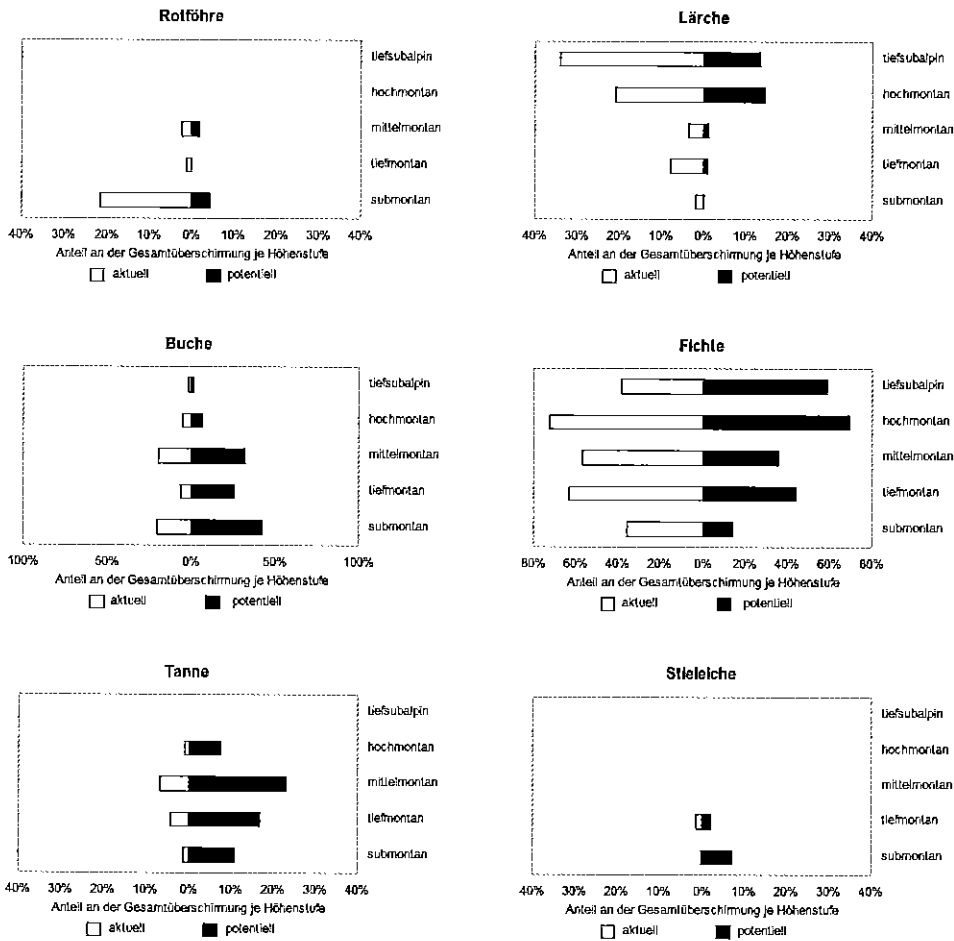 Rotföhre
tiefsubalpin
hochmontan
mittelmontan
tiefmontan
submontan
40% 30% 20% 10% 0% 10% 20% 30% 40%
Anteil an der Gesamtüberschirmung je Höhenstufe
aktuell potentiell
Lärche
tiefsubalpin
hochmontan
mittelmontan
tiefmontan
submontan
40% 30% 20% 10% 0% 10% 20% 30% 40%
Anteil an der Gesamtüberschirmung je Höhenstufe
aktuell potentiell
Buche
tiefsubalpin
hochmontan
mittelmontan
tiefmontan
submontan
100% 50% 0% 50% 100%
Anteil an der Gesamtüberschirmung je Höhenstufe
aktuell potentiell
Fichte
tiefsubalpin
hochmontan
mittelmontan
tiefmontan
submontan
80% 60% 40% 20% 0% 20% 40% 60% 80%
Anteil an der Gesamtüberschirmung je Höhenstufe
aktuell potentiell
Tanne
tiefsubalpin
hochmontan
mittelmontan
tiefmontan
submontan
40% 30% 20% 10% 0% 10% 20% 30% 40%
Anteil an der Gesamtüberschirmung je Höhenstufe
aktuell potentiell
Stieleiche
tiefsubalpin
hochmontan
mittelmontan
tiefmontan
submontan
40% 30% 20% 10% 0% 10% 20% 30% 40%
Anteil an der Gesamtüberschirmung je Höhenstufe
aktuell potentiell